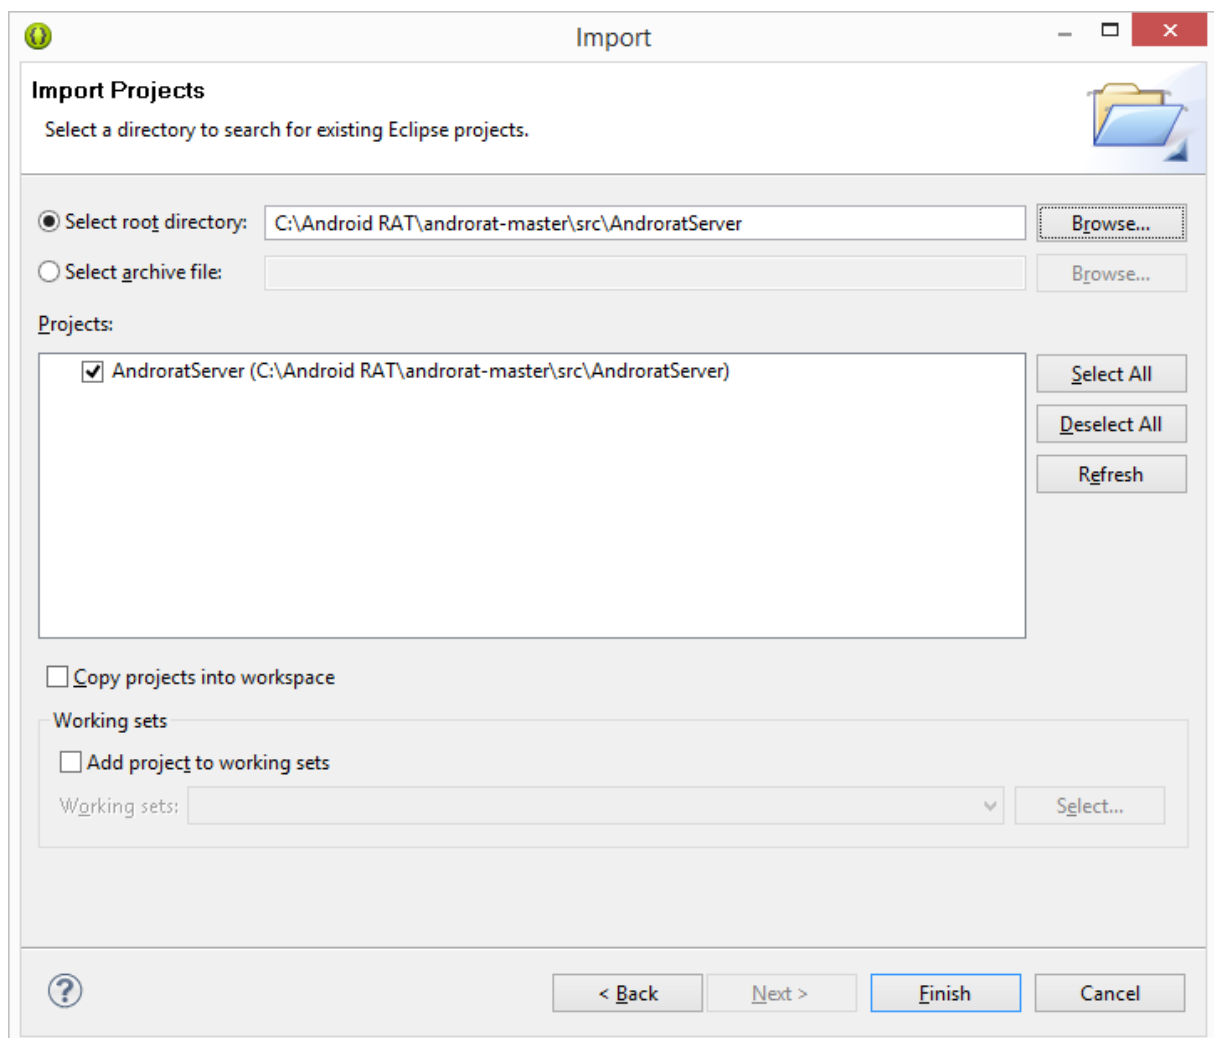 Import
Import Projects
Select a directory to search for existing Eclipse projects.
Select root directory: C:\Android RAT\androrat-master\src\AndroratServer Browse...
Select archive file: Browse...
Projects:
AndroratServer (C:\Android RAT\androrat-master\src\AndroratServer) Select All
Deselect All
Refresh
Copy projects into workspace
Working sets
Add project to working sets
Working sets: Select...
? < Back Next > Finish Cancel